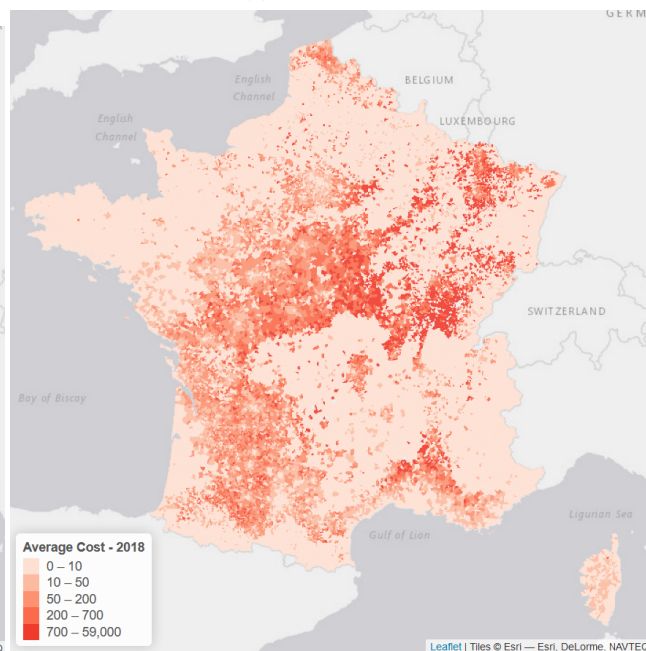 GERM
English
Channel
BELGIUM
English
Channel
LUXEMBOURG
SWITZERLAND
Bay of Biscay
Ligurian Sea
Gulf of Lion
Average Cost - 2018
0 – 10
10 – 50
50 – 200
200 – 700
700 – 59,000
Leaflet | Tiles © Esri — Esri, DeLorme, NAVTEQ